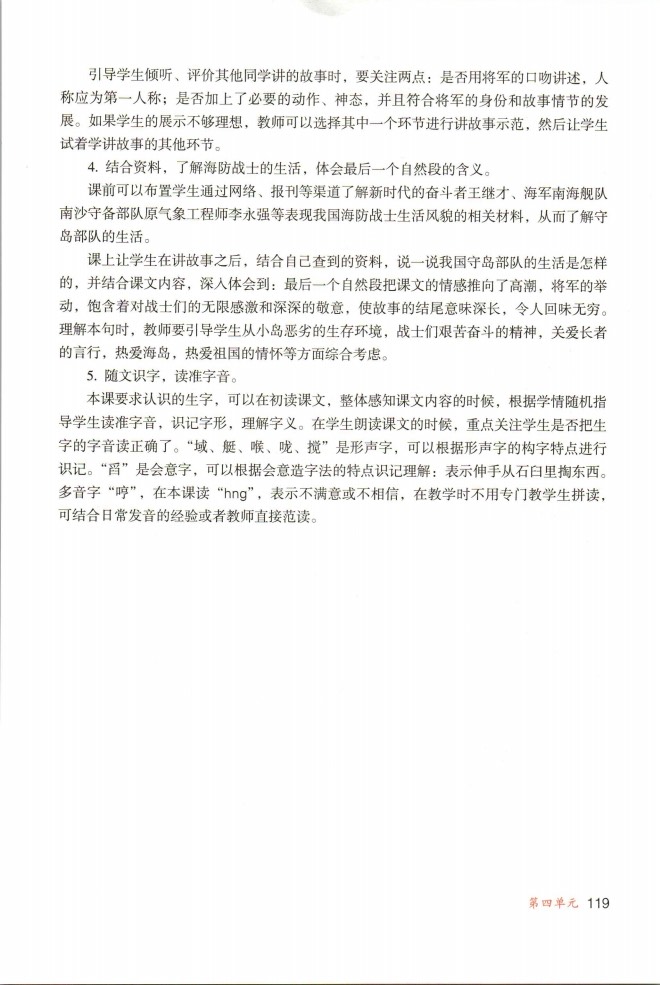 引导学生倾听、评价其他同学讲的故事时，要关注两点：是否用将军的口吻讲述，人
称应为第一人称；是否加上了必要的动作、神态，并且符合将军的身份和故事情节的发
展。如果学生的展示不够理想，教师可以选择其中一个环节进行讲故事示范，然后让学生
试着学讲故事的其他环节。
4. 结合资料，了解海防战士的生活，体会最后一个自然段的含义。
课前可以布置学生通过网络、报刊等渠道了解新时代的奋斗者王继才、海军南海舰队
南沙守备部队原气象工程师李永强等表现我国海防战士生活风貌的相关材料，从而了解守
岛部队的生活。
课上让学生在讲故事之后，结合自己查到的资料，说一说我国守岛部队的生活是怎样
的，并结合课文内容，深入体会到：最后一个自然段把课文的情感推向了高潮，将军的举
动，饱含着对战士们的无限感激和深深的敬意，使故事的结尾意味深长，令人回味无穷。
理解本句时，教师要引导学生从小岛恶劣的生存环境，战士们艰苦奋斗的精神，关爱长者
的言行，热爱海岛，热爱祖国的情怀等方面综合考虑。
5. 随文识字，读准字音。
本课要求认识的生字，可以在初读课文，整体感知课文内容的时候，根据学情随机指
导学生读准字音，识记字形，理解字义。在学生朗读课文的时候，重点关注学生是否把生
字的字音读正确了。“域、艇、喉、咙、搅”是形声字，可以根据形声字的构字特点进行
识记。“舀”是会意字，可以根据会意造字法的特点识记理解：表示伸手从石臼里掏东西。
多音字“哼”，在本课读“hng”，表示不满意或不相信，在教学时不用专门教学生拼读，
可结合日常发音的经验或者教师直接范读。
第四单元 119